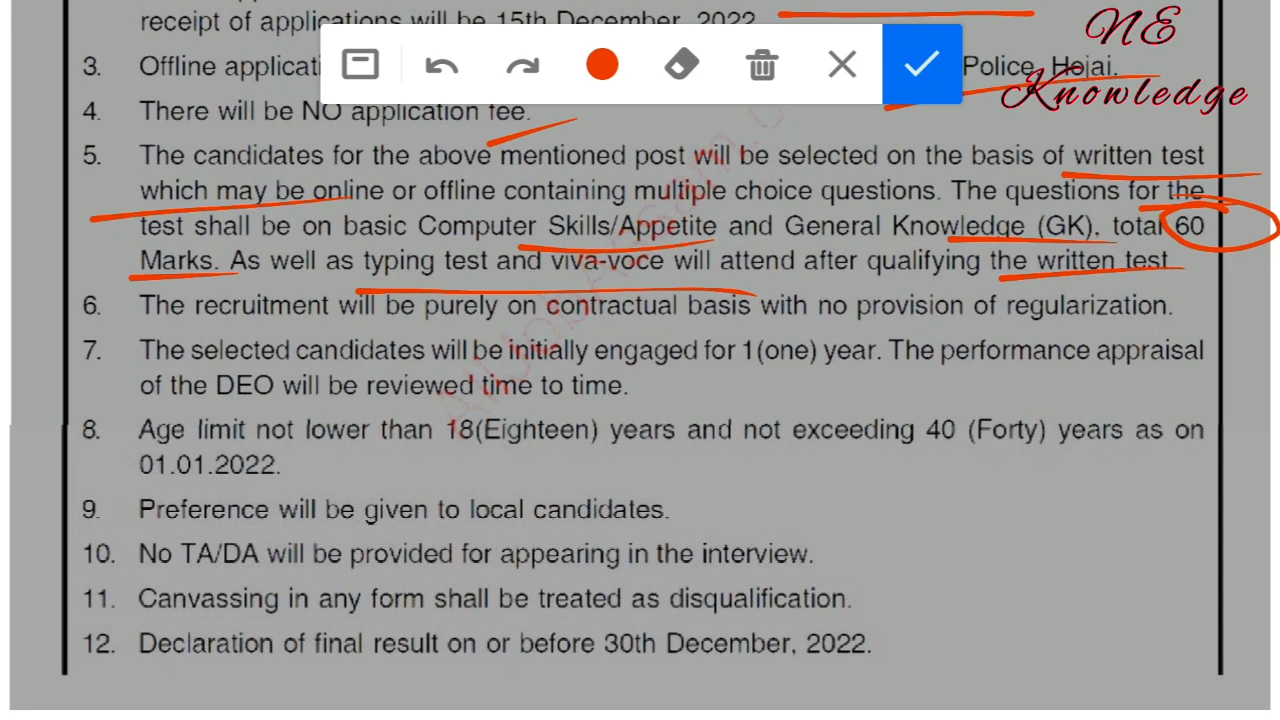 receipt of applications will be 15th December, 2022
NE
Knowledge
3. Offline applicati Police, Hojai.
4. There will be NO application fee.
5. The candidates for the above mentioned post will be selected on the basis of written test
which may be online or offline containing multiple choice questions. The questions for the
test shall be on basic Computer Skills/Appetite and General Knowledge (GK), total 60
Marks. As well as typing test and viva-voce will attend after qualifying the written test
6. The recruitment will be purely on contractual basis with no provision of regularization.
7. The selected candidates will be initially engaged for 1(one) year. The performance appraisal
of the DEO will be reviewed time to time.
8. Age limit not lower than 18(Eighteen) years and not exceeding 40 (Forty) years as on
01.01.2022.
9. Preference will be given to local candidates.
10. No TA/DA will be provided for appearing in the interview.
11. Canvassing in any form shall be treated as disqualification.
12. Declaration of final result on or before 30th December, 2022.